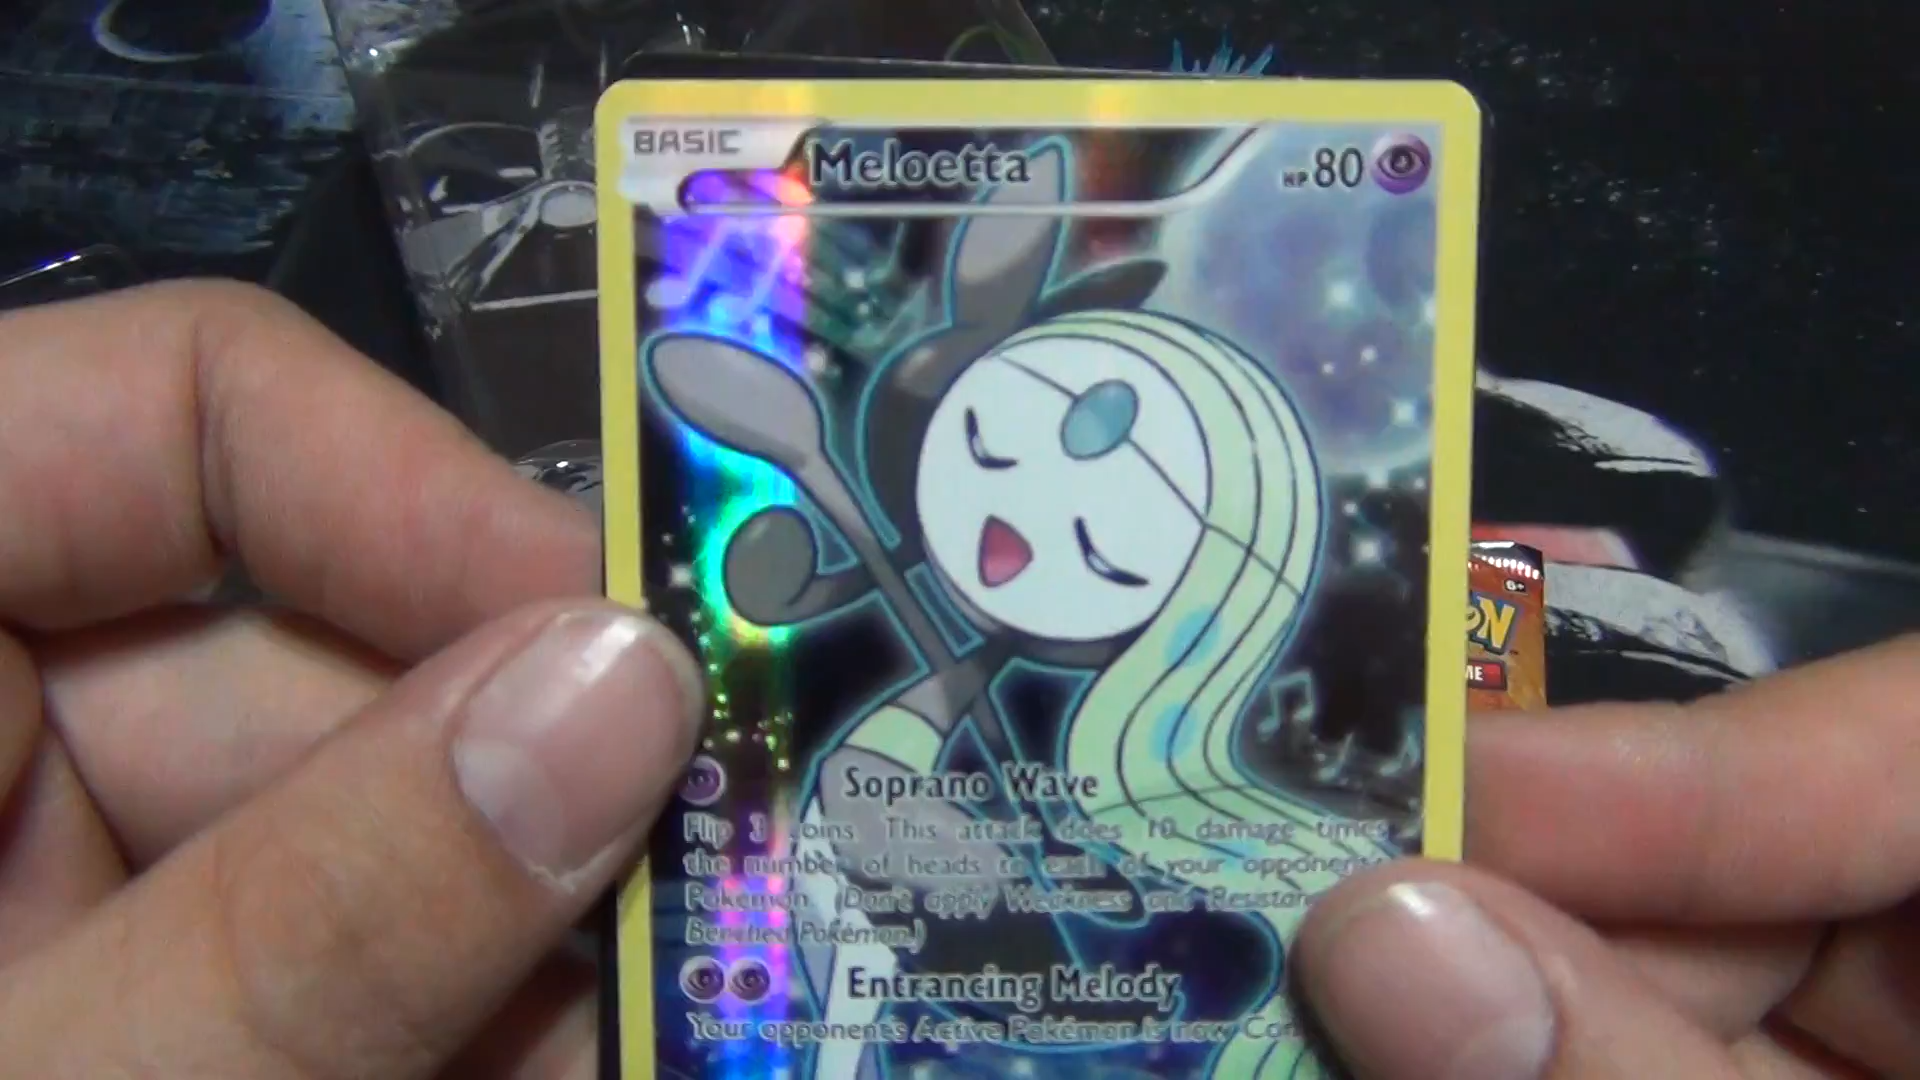 BASIC Meloetta HP 80
Soprano Wave
Flip 3 coins. This attack does 10 damage times
the number of heads to each of your opponent's
Pokémon. (Don't apply Weakness and
Benched Pokémon.)
Entrancing Melody
Your opponent's Active Pokémon is now
6+